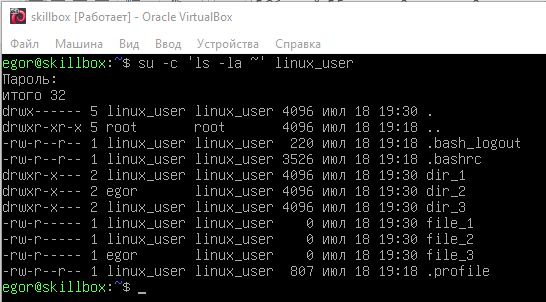 skillbox [Работает] - Oracle VirtualBox
Файл Машина Вид Ввод Устройства Справка
egor@skillbox:~$ su -c 'ls -la ~' linux_user
Пароль:
итого 32
drwx------ 5 linux_user linux_user 4096 июл 18 19:30 .
drwxr-xr-x 5 root root 4096 июл 18 19:18 ..
-rw-r--r-- 1 linux_user linux_user 220 июл 18 19:18 .bash_logout
-rw-r--r-- 1 linux_user linux_user 3526 июл 18 19:18 .bashrc
drwxr-x--- 2 linux_user linux_user 4096 июл 18 19:30 dir_1
drwxr-x--- 2 egor linux_user 4096 июл 18 19:30 dir_2
drwxr-x--- 2 linux_user linux_user 4096 июл 18 19:30 dir_3
-rw-r----- 1 linux_user linux_user 0 июл 18 19:30 file_1
-rw-r----- 1 linux_user linux_user 0 июл 18 19:30 file_2
-rw-r----- 1 egor linux_user 0 июл 18 19:30 file_3
-rw-r--r-- 1 linux_user linux_user 807 июл 18 19:18 .profile
egor@skillbox:~$ _